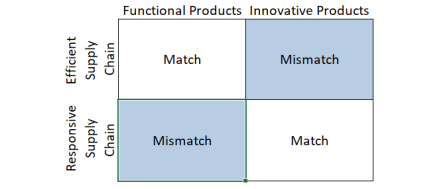 Functional Products Innovative Products
Efficient
Supply
Chain
Match Mismatch
Responsive
Supply
Chain
Mismatch Match